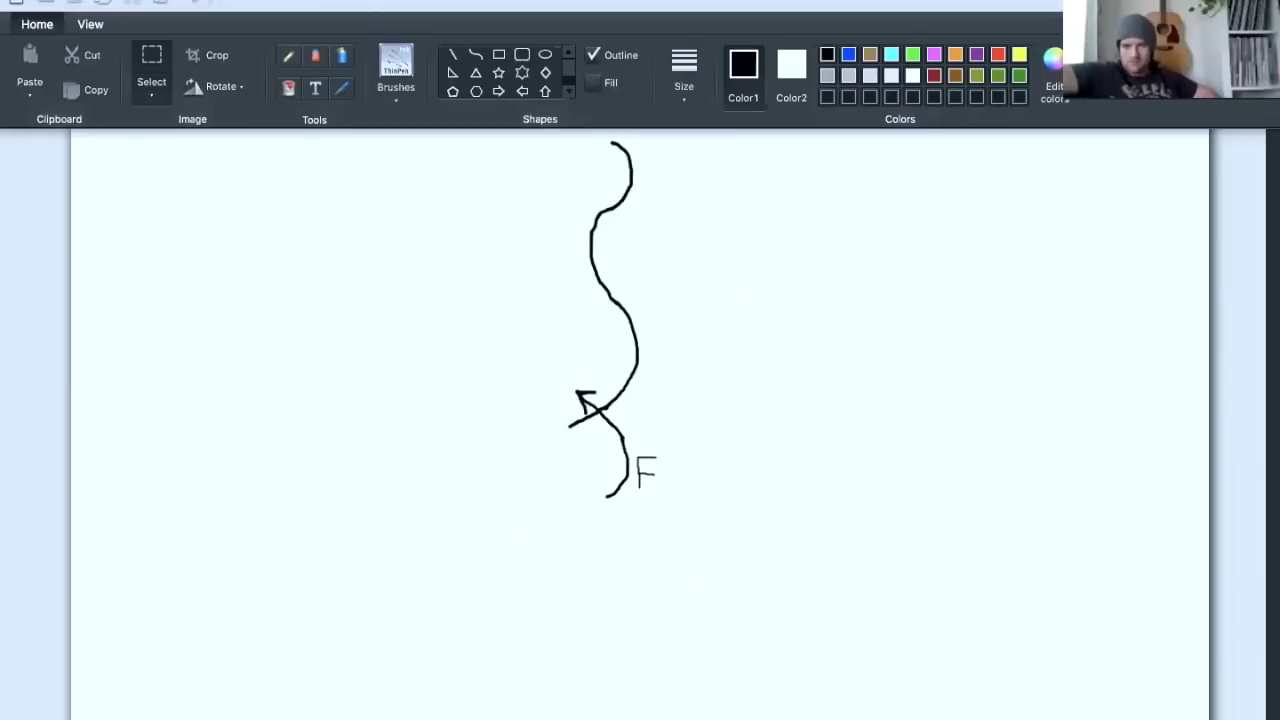 Home View
Paste Cut Copy Select Crop Rotate Brushes Outline Fill Size Color1 Color2
ThinPen
Clipboard Image Tools Shapes Colors
F